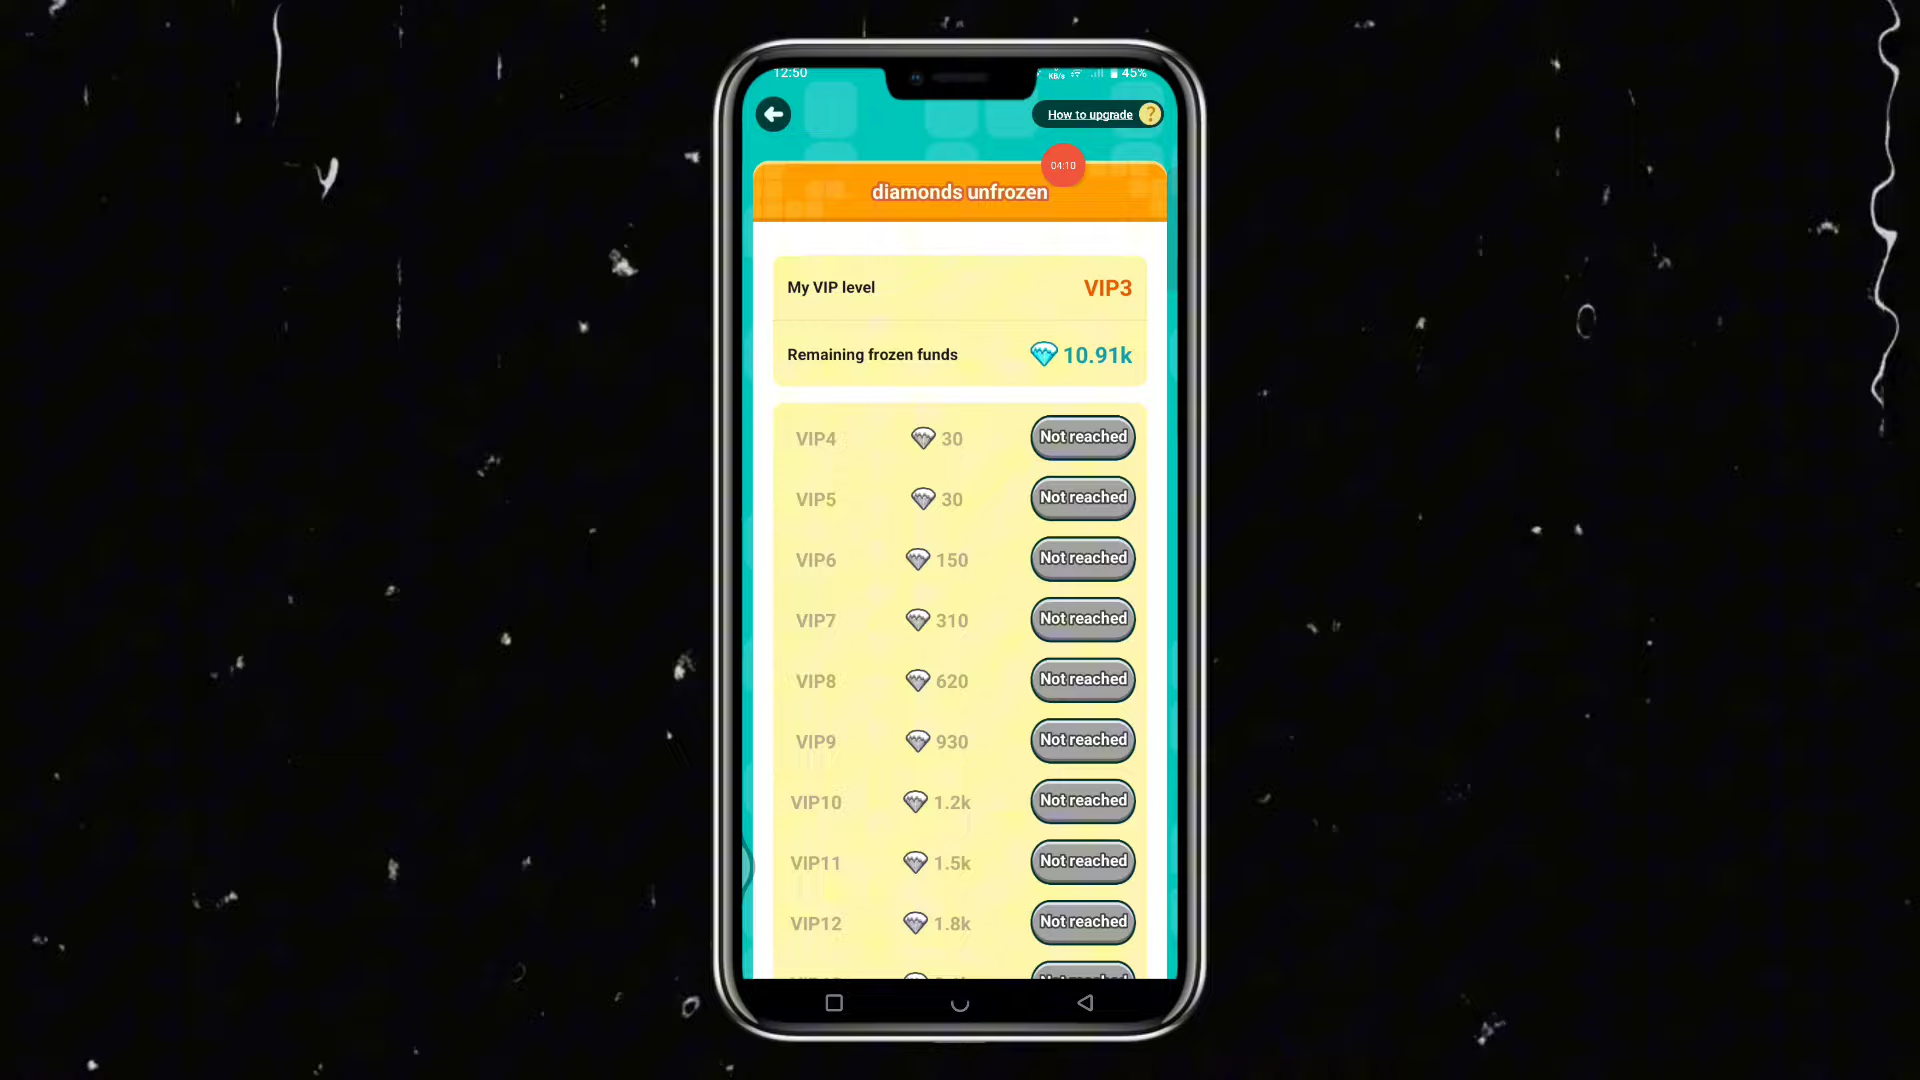 12:50
KB/s 45%
How to upgrade ?
04:10
diamonds unfrozen
My VIP level VIP3
Remaining frozen funds 10.91k
VIP4 30 Not reached
VIP5 30 Not reached
VIP6 150 Not reached
VIP7 310 Not reached
VIP8 620 Not reached
VIP9 930 Not reached
VIP10 1.2k Not reached
VIP11 1.5k Not reached
VIP12 1.8k Not reached